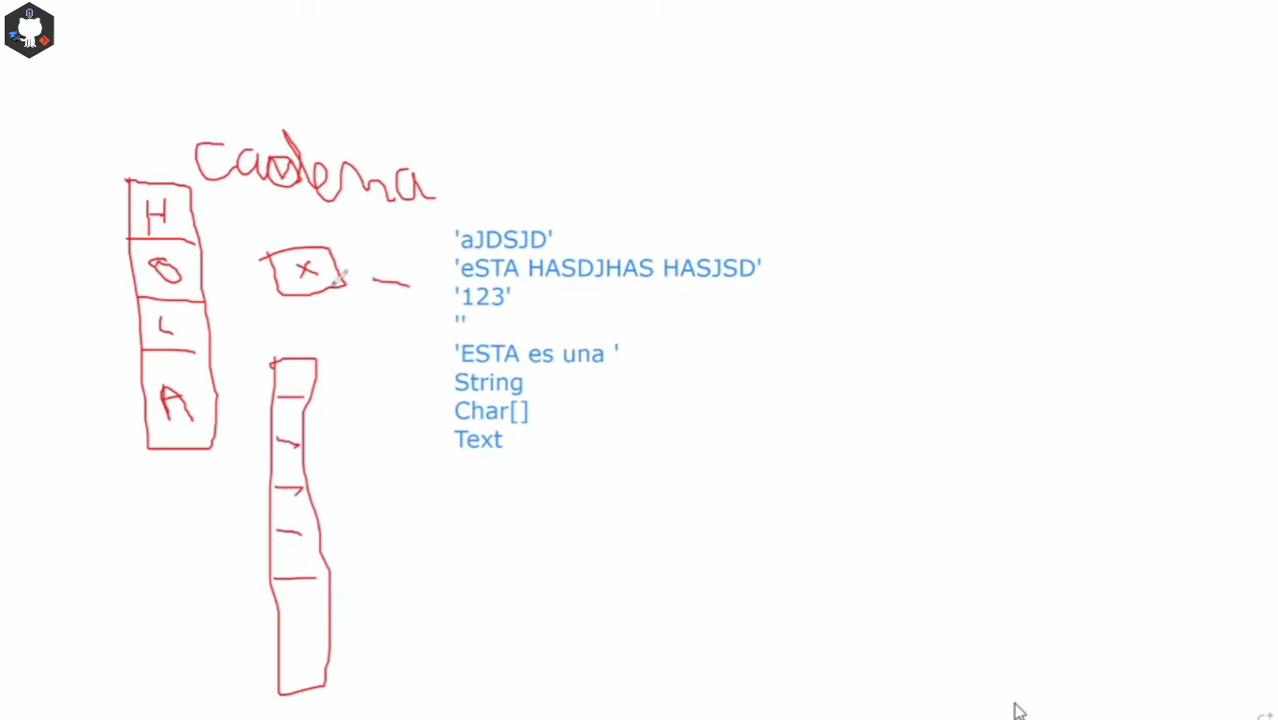 cadena
H
O
L
A
x
'aJDSJD'
'eSTA HASDJHAS HASJSD'
'123'
''
'ESTA es una '
String
Char[]
Text